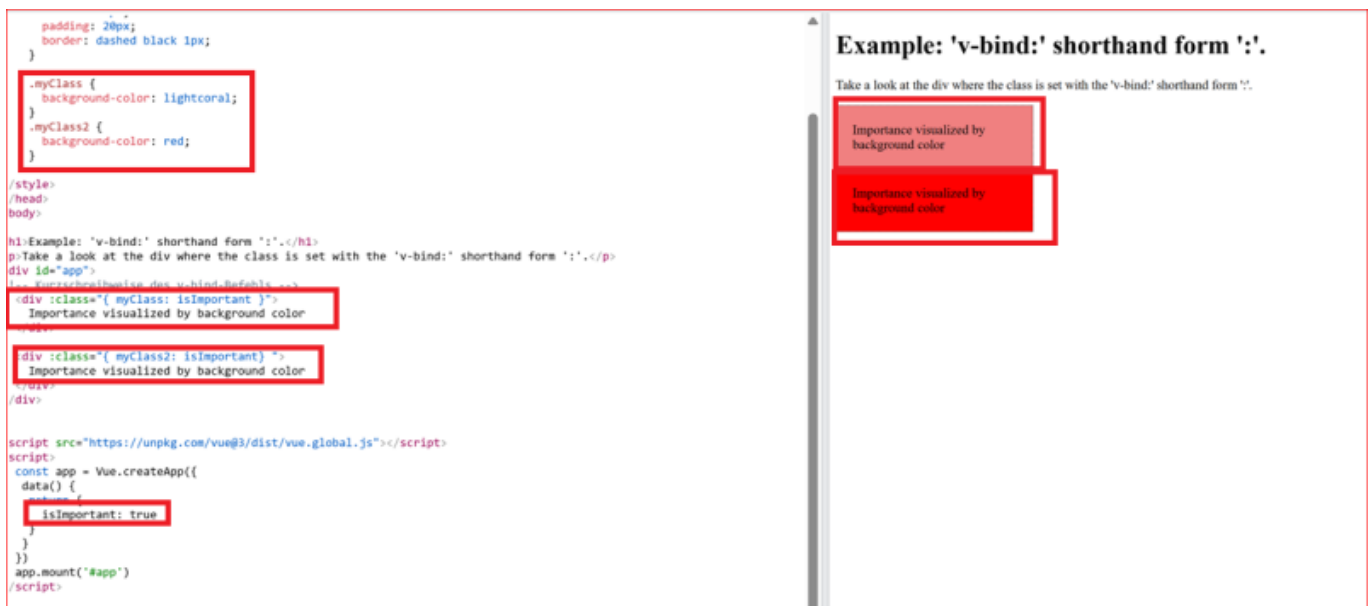 padding: 20px;
border: dashed black 1px;
}
.myClass {
background-color: lightcoral;
}
.myClass2 {
background-color: red;
}
/style>
/head>
body>
h1>Example: 'v-bind:' shorthand form ':'.</h1>
p>Take a look at the div where the class is set with the 'v-bind:' shorthand form ':'.</p>
div id="app">
!-- Kurzschreibweise des v-bind-Befehls -->
<div :class="{ myClass: isImportant }">
Importance visualized by background color
</div>
div :class="{ myClass2: isImportant} ">
Importance visualized by background color
</div>
/div>
script src="https://unpkg.com/vue@3/dist/vue.global.js"></script>
script>
const app = Vue.createApp({
data() {
return {
isImportant: true
}
}
})
app.mount('#app')
/script>
Example: 'v-bind:' shorthand form ':'.
Take a look at the div where the class is set with the 'v-bind:' shorthand form ':'.
Importance visualized by
background color
Importance visualized by
background color